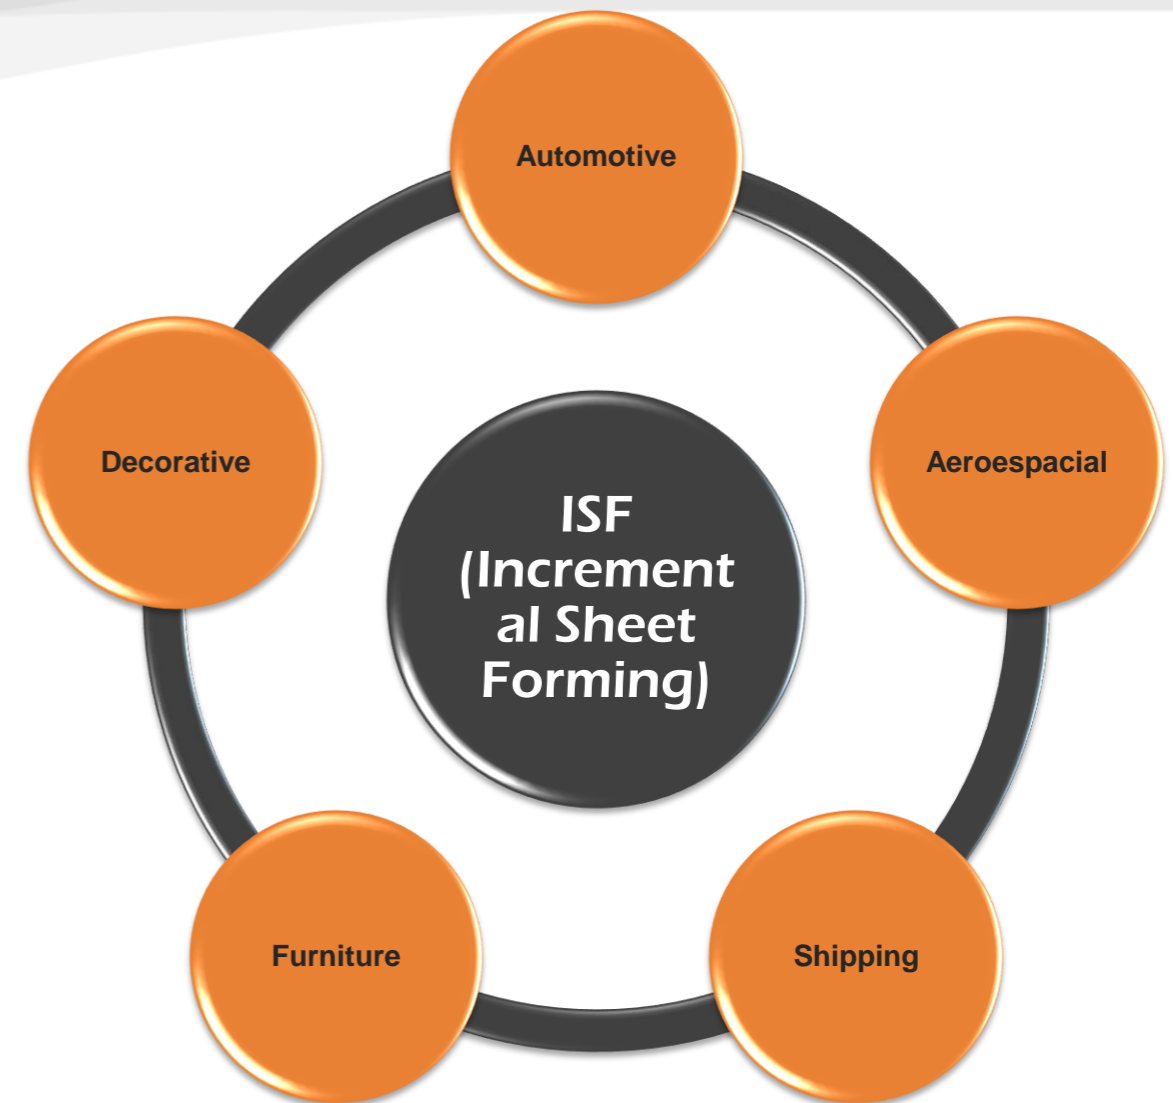 Automotive
Decorative
Aeroespacial
ISF
(Increment
al Sheet
Forming)
Furniture
Shipping